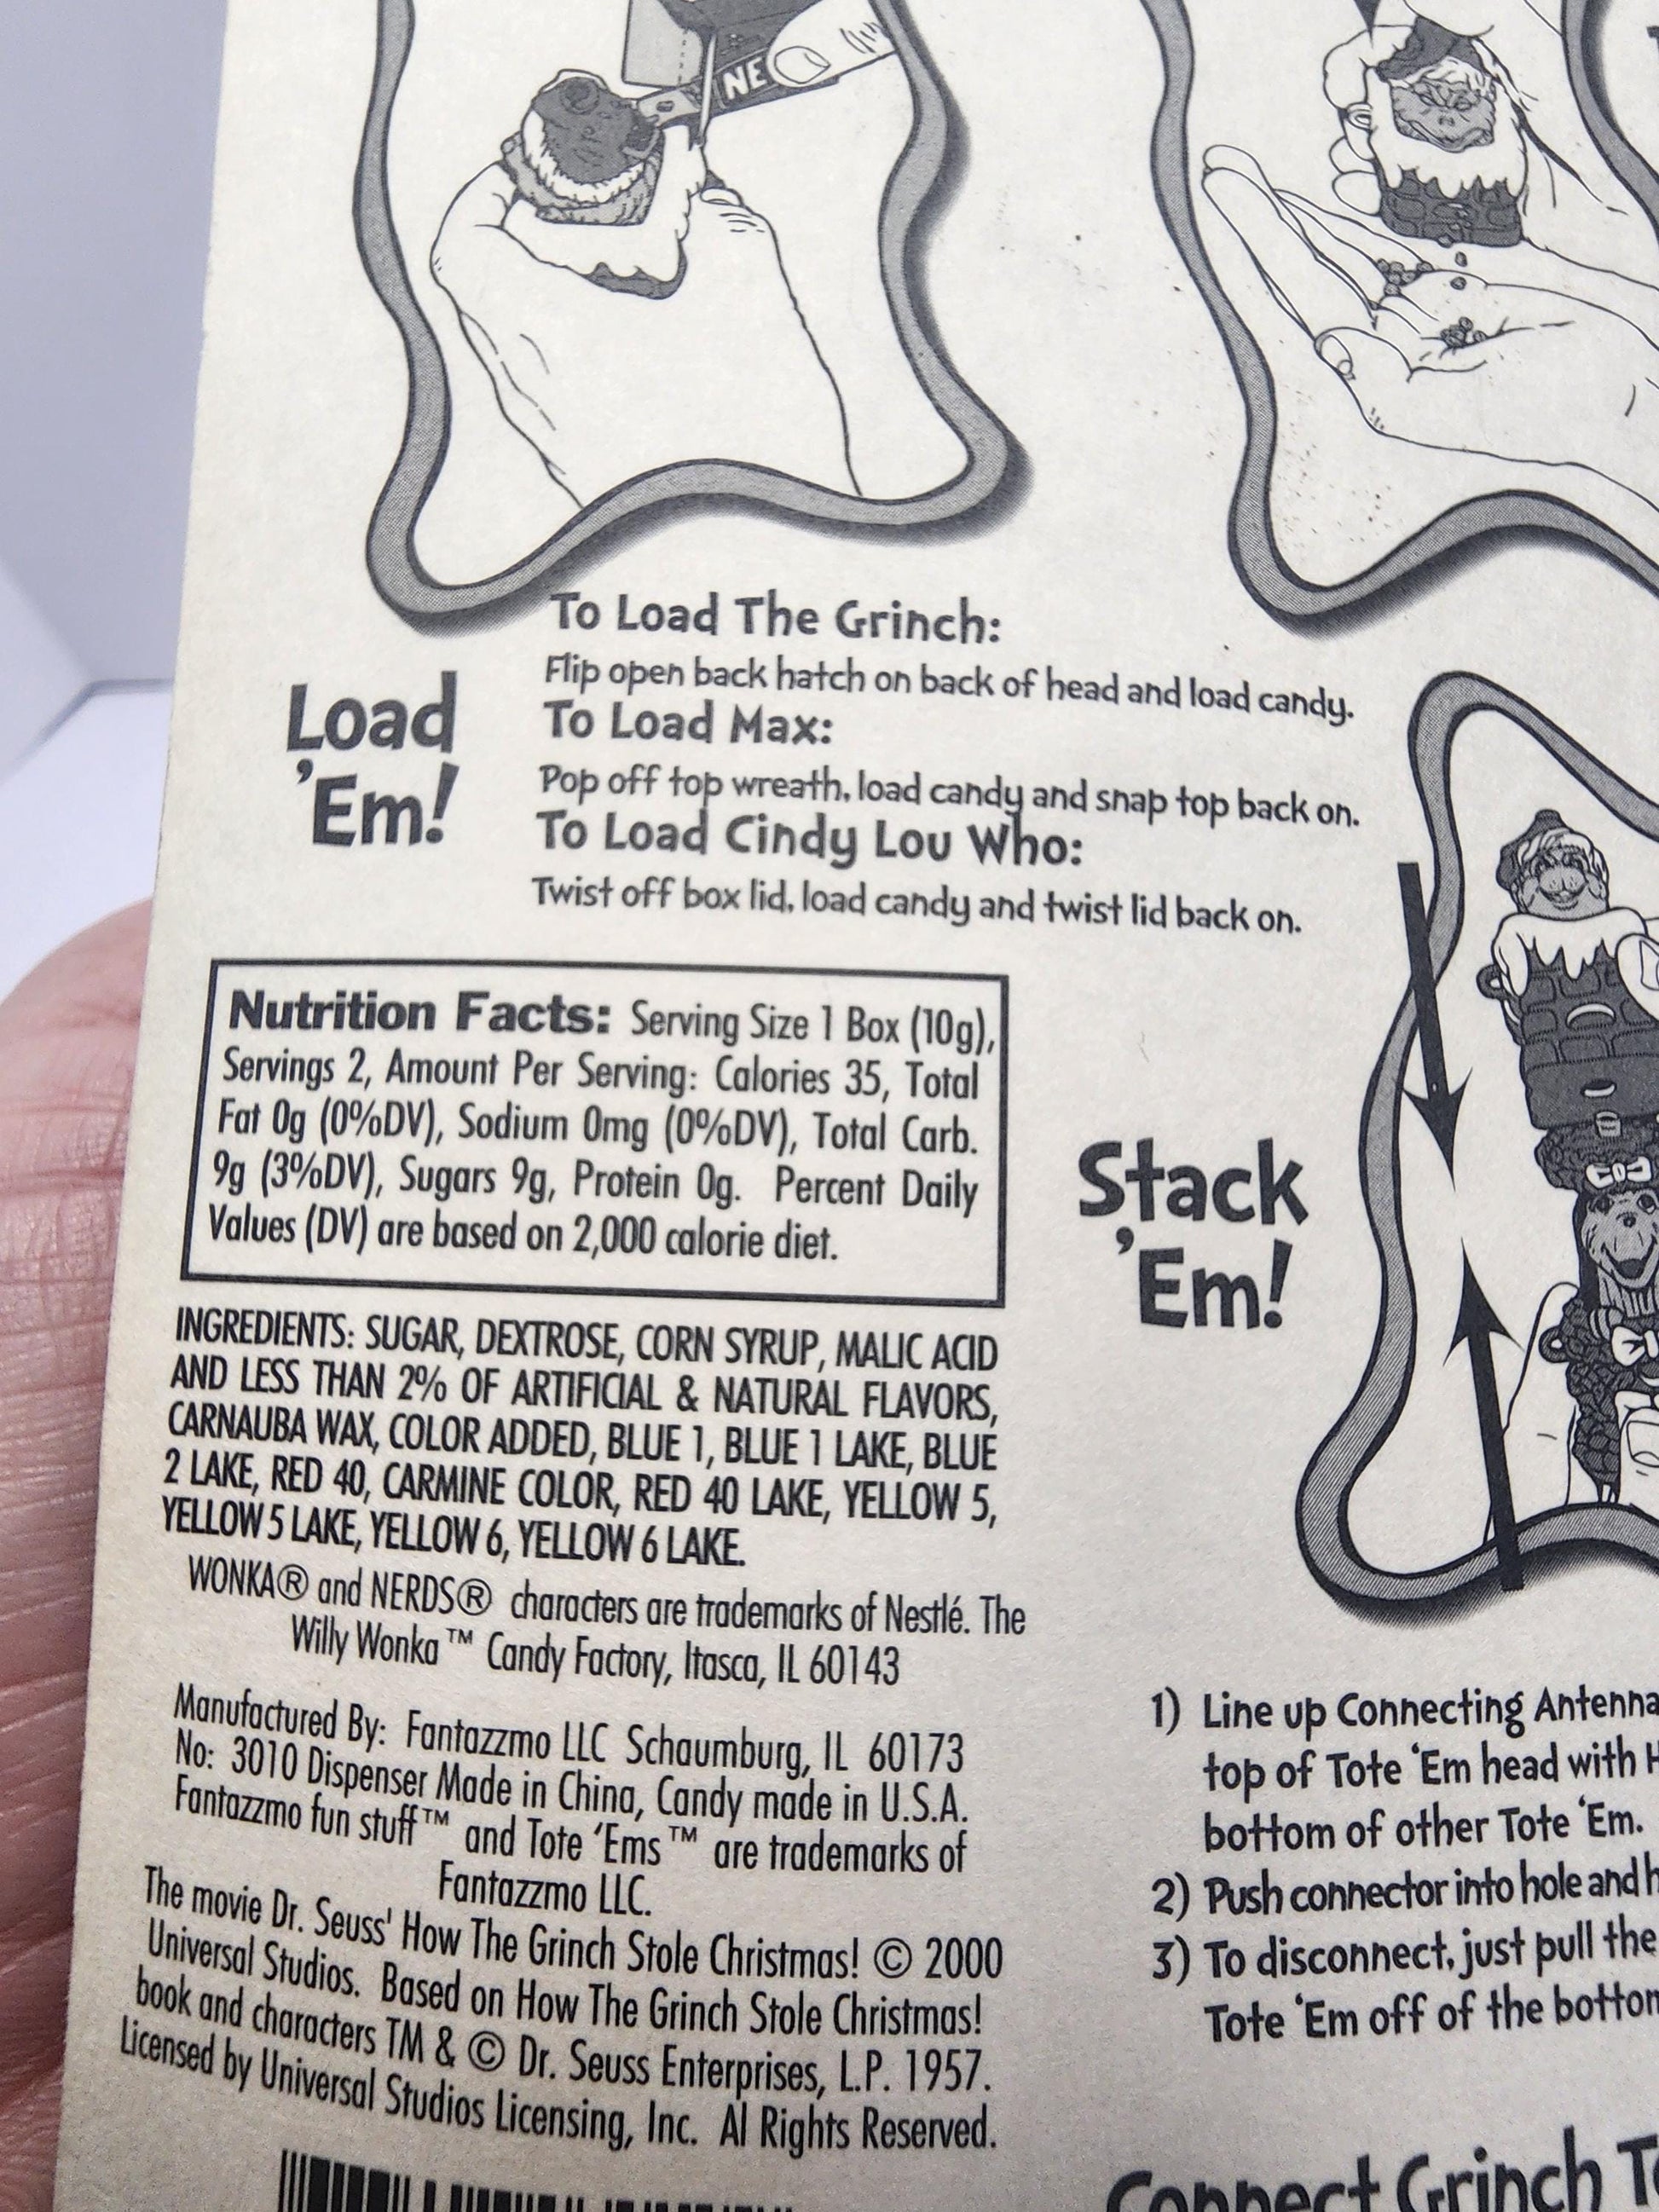 NE
To Load The Grinch:
Flip open back hatch on back of head and load candy.
To Load Max:
Pop off top wreath, load candy and snap top back on.
To Load Cindy Lou Who:
Twist off box lid, load candy and twist lid back on.
Load
'Em!
Nutrition Facts: Serving Size 1 Box (10g),
Servings 2, Amount Per Serving: Calories 35, Total
Fat 0g (0%DV), Sodium 0mg (0%DV), Total Carb.
9g (3%DV), Sugars 9g, Protein 0g. Percent Daily
Values (DV) are based on 2,000 calorie diet.
INGREDIENTS: SUGAR, DEXTROSE, CORN SYRUP, MALIC ACID
AND LESS THAN 2% OF ARTIFICIAL & NATURAL FLAVORS,
CARNAUBA WAX, COLOR ADDED, BLUE 1, BLUE 1 LAKE, BLUE
2 LAKE, RED 40, CARMINE COLOR, RED 40 LAKE, YELLOW 5,
YELLOW 5 LAKE, YELLOW 6, YELLOW 6 LAKE.
WONKA® and NERDS® characters are trademarks of Nestlé. The
Willy Wonka™ Candy Factory, Itasca, IL 60143
Manufactured By: Fantazzmo LLC Schaumburg, IL 60173
No: 3010 Dispenser Made in China, Candy made in U.S.A.
Fantazzmo fun stuff™ and Tote 'Ems™ are trademarks of
Fantazzmo LLC.
The movie Dr. Seuss' How The Grinch Stole Christmas! © 2000
Universal Studios. Based on How The Grinch Stole Christmas!
book and characters TM & © Dr. Seuss Enterprises, L.P. 1957.
Licensed by Universal Studios Licensing, Inc. Al Rights Reserved.
Stack
'Em!
1) Line up Connecting Antenna
top of Tote 'Em head with
bottom of other Tote 'Em.
2) Push connector into hole and
3) To disconnect, just pull the
Tote 'Em off of the
Connect Grinch